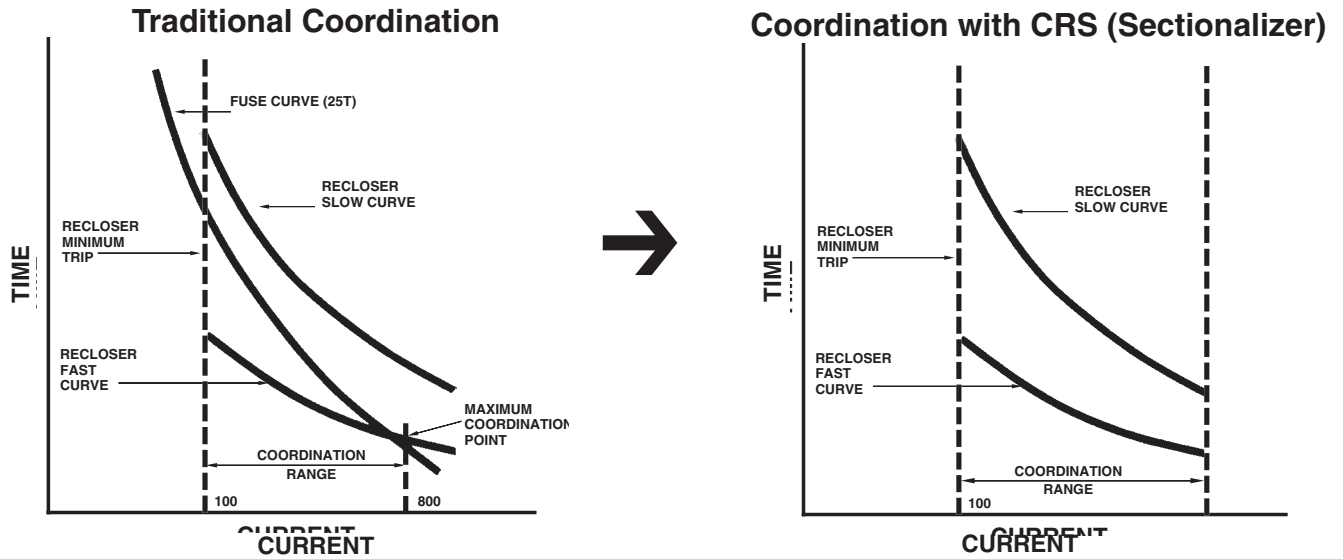 Traditional Coordination
FUSE CURVE (25T)
RECLOSER
SLOW CURVE
RECLOSER
MINIMUM
TRIP
TIME
RECLOSER
FAST
CURVE
MAXIMUM
COORDINATION
POINT
COORDINATION
RANGE
100
800
CURRENT
CURRENT
Coordination with CRS (Sectionalizer)
RECLOSER
SLOW CURVE
RECLOSER
MINIMUM
TRIP
TIME
RECLOSER
FAST
CURVE
COORDINATION
RANGE
100
CURRENT
CURRENT